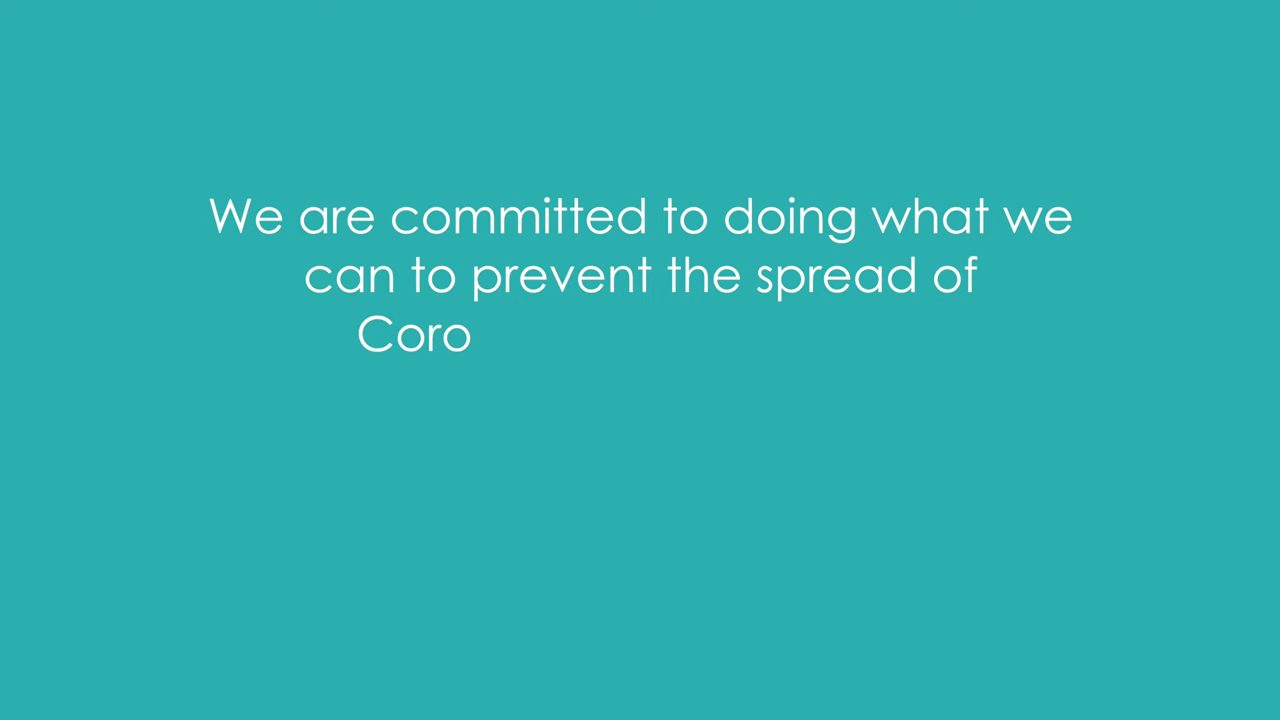 We are committed to doing what we
can to prevent the spread of
Coro